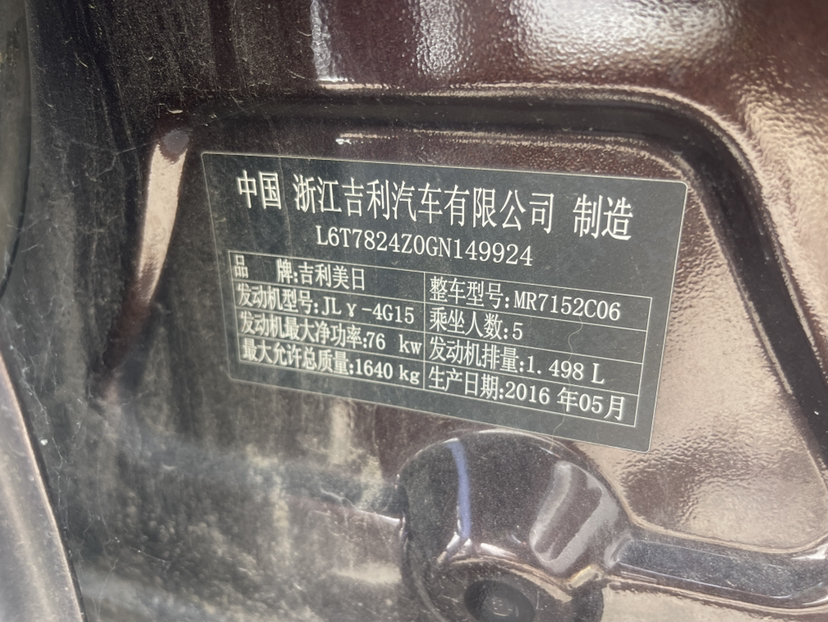 中国 浙江吉利汽车有限公司 制造
L6T7824Z0GN149924
品 牌:吉利美日 整车型号:MR7152C06
发动机型号:JLγ-4G15 乘坐人数:5
发动机最大净功率:76 kw 发动机排量:1.498 L
最大允许总质量:1640 kg 生产日期:2016 年05月